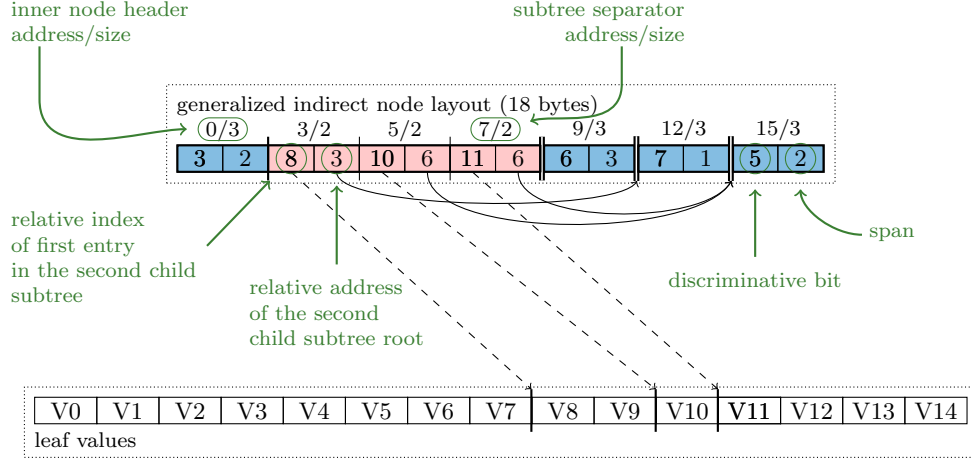 inner node header
address/size
subtree separator
address/size
generalized indirect node layout (18 bytes)
0/3 3/2 5/2 7/2 9/3 12/3 15/3
3 2 8 3 10 6 11 6 6 3 7 1 5 2
relative index
of first entry
in the second child
subtree
relative address
of the second
child subtree root
discriminative bit
span
V0 V1 V2 V3 V4 V5 V6 V7 V8 V9 V10 V11 V12 V13 V14
leaf values